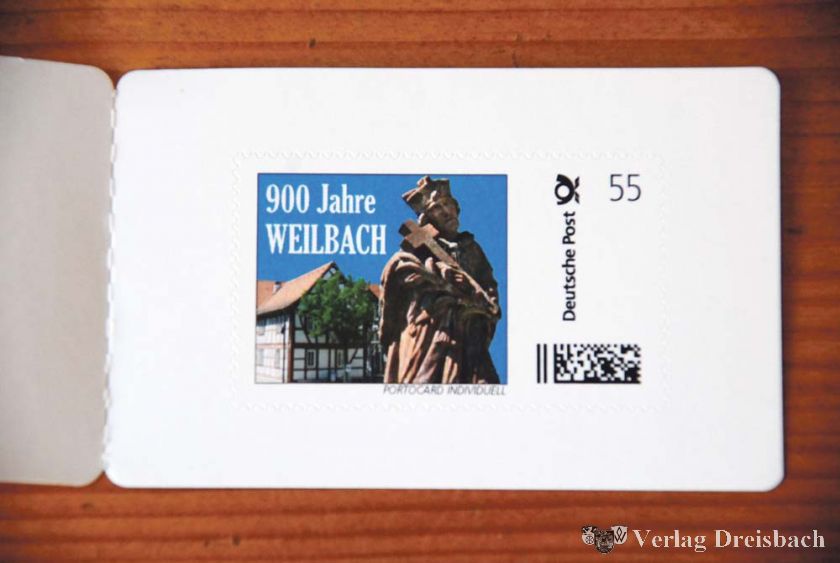 900 Jahre
WEILBACH
PORTOCARD INDIVIDUELL
Deutsche Post
55
Verlag Dreisbach